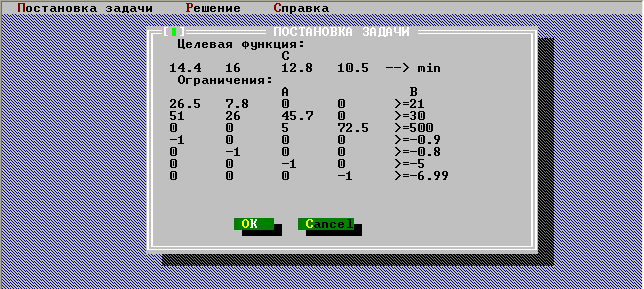 Постановка задачи Решение Справка
[ ] ПОСТАНОВКА ЗАДАЧИ
Целевая функция:
C
14.4 16 12.8 10.5 --> min
Ограничения:
A B
26.5 7.8 0 0 >=21
51 26 45.7 0 >=30
0 0 5 72.5 >=500
-1 0 0 0 >=-0.9
0 -1 0 0 >=-0.8
0 0 -1 0 >=-5
0 0 0 -1 >=-6.99
OK Cancel